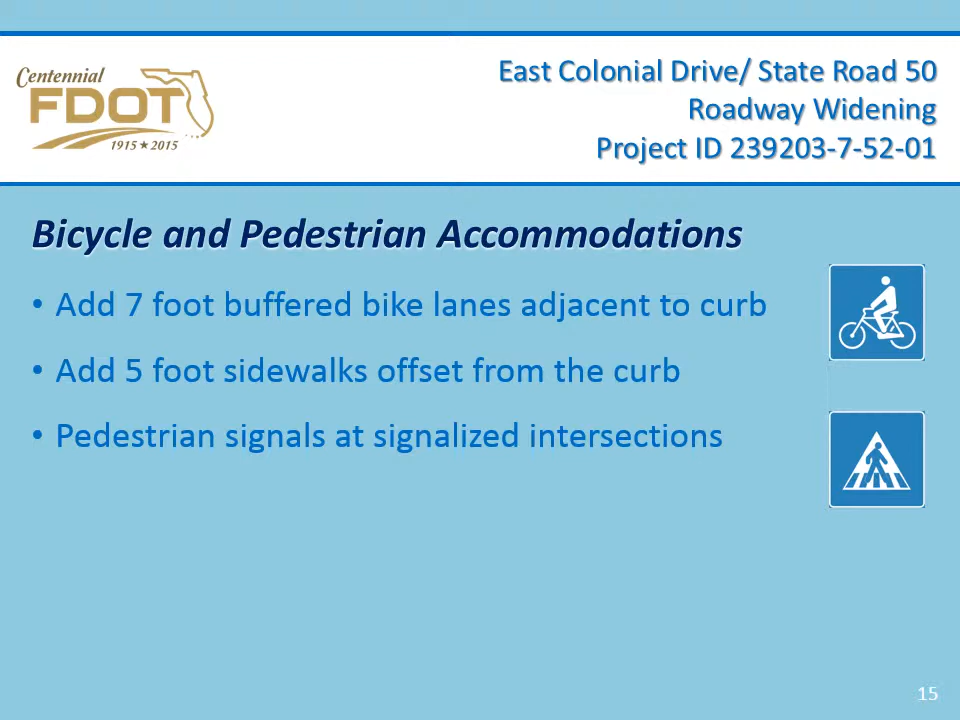 Centennial
FDOT
1915★2015
East Colonial Drive/ State Road 50
Roadway Widening
Project ID 239203-7-52-01
Bicycle and Pedestrian Accommodations
• Add 7 foot buffered bike lanes adjacent to curb
• Add 5 foot sidewalks offset from the curb
• Pedestrian signals at signalized intersections
15